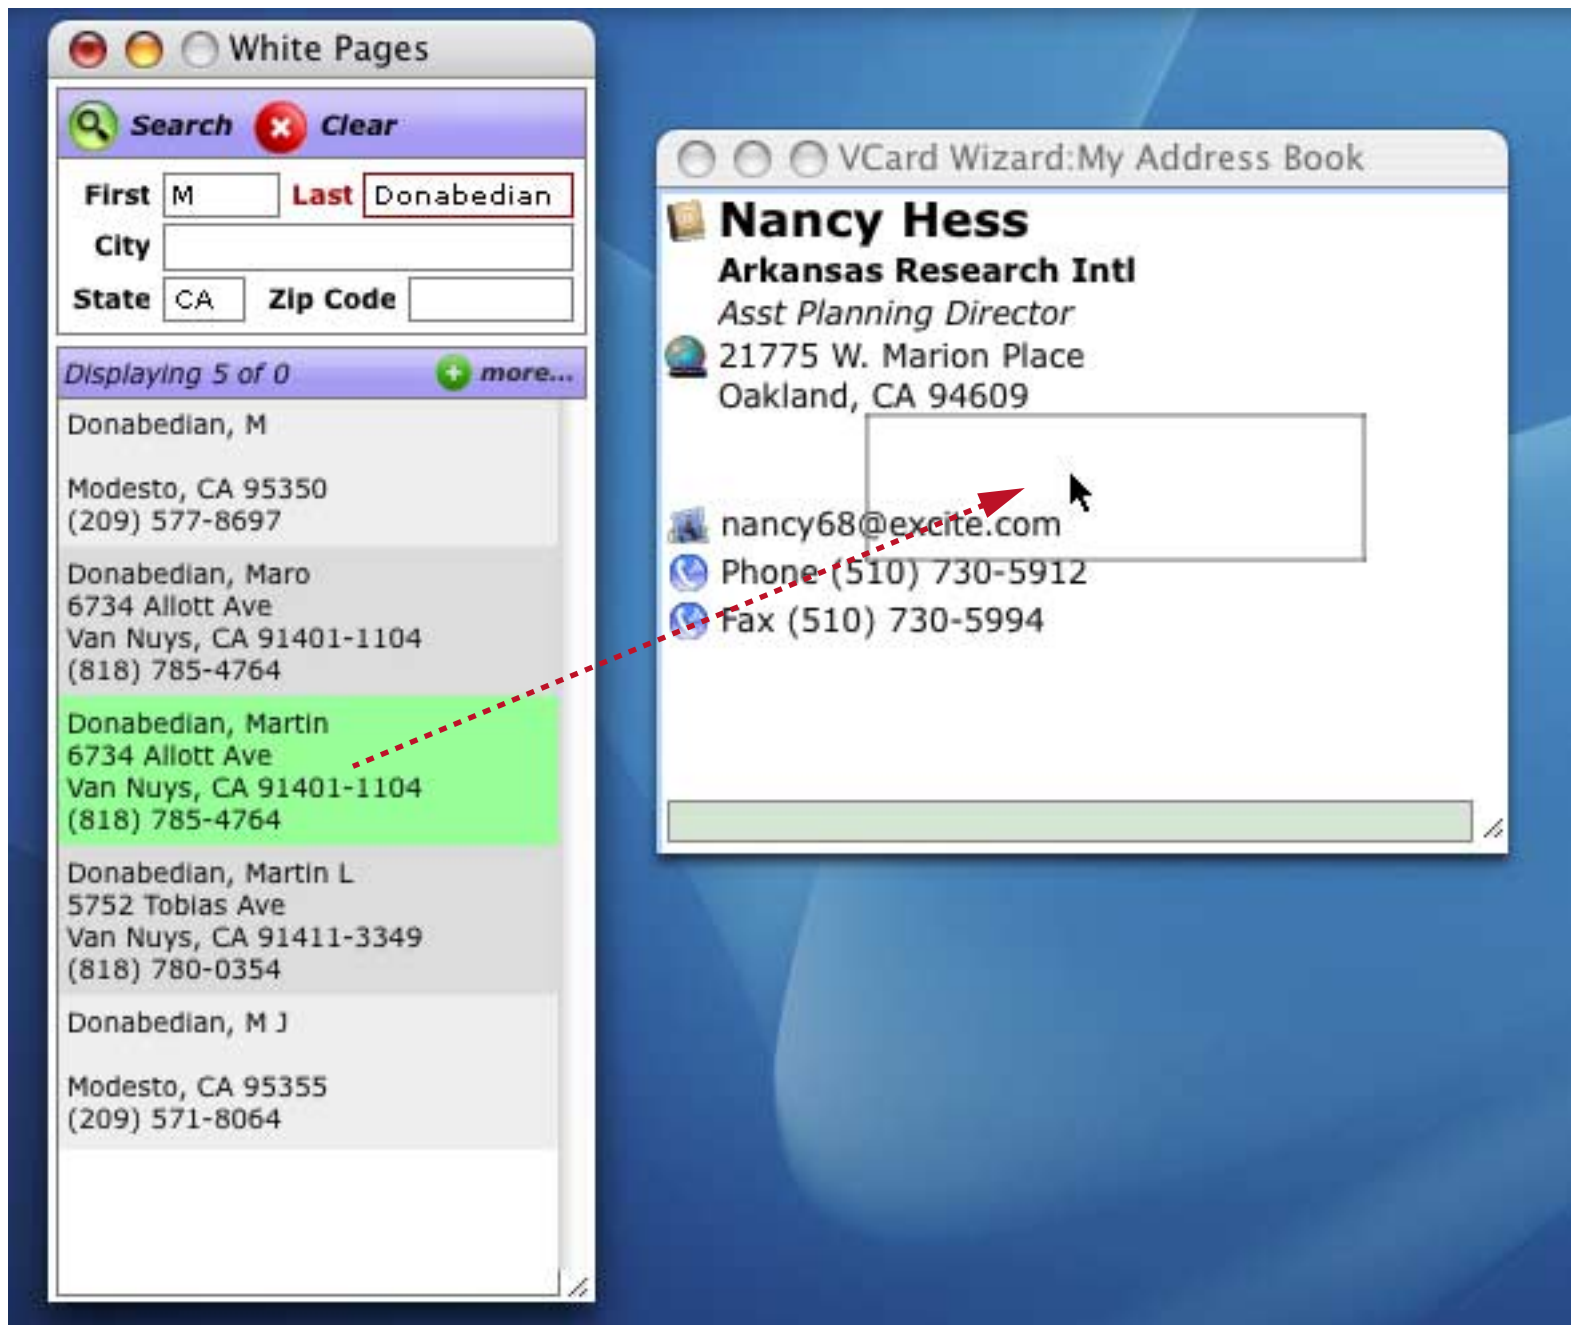 White Pages
Search Clear
First M Last Donabedian
City
State CA Zip Code
Displaying 5 of 0 more...
Donabedian, M
Modesto, CA 95350
(209) 577-8697
Donabedian, Maro
6734 Allott Ave
Van Nuys, CA 91401-1104
(818) 785-4764
Donabedian, Martin
6734 Allott Ave
Van Nuys, CA 91401-1104
(818) 785-4764
Donabedian, Martin L
5752 Tobias Ave
Van Nuys, CA 91411-3349
(818) 780-0354
Donabedian, M J
Modesto, CA 95355
(209) 571-8064
VCard Wizard:My Address Book
Nancy Hess
Arkansas Research Intl
Asst Planning Director
21775 W. Marion Place
Oakland, CA 94609
nancy68@excite.com
Phone (510) 730-5912
Fax (510) 730-5994